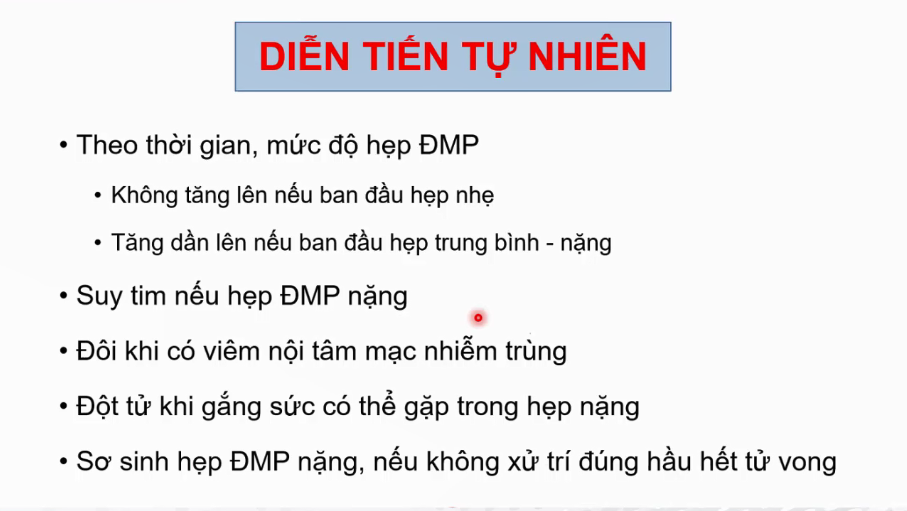 DIỄN TIẾN TỰ NHIÊN
• Theo thời gian, mức độ hẹp ĐMP
• Không tăng lên nếu ban đầu hẹp nhẹ
• Tăng dần lên nếu ban đầu hẹp trung bình - nặng
• Suy tim nếu hẹp ĐMP nặng
• Đôi khi có viêm nội tâm mạc nhiễm trùng
• Đột tử khi gắng sức có thể gặp trong hẹp nặng
• Sơ sinh hẹp ĐMP nặng, nếu không xử trí đúng hầu hết tử vong